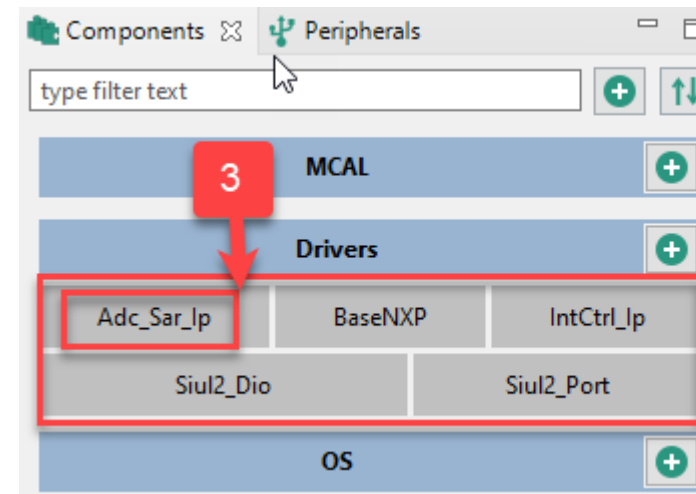 Components Peripherals
type filter text
MCAL
3
Drivers
Adc_Sar_Ip BaseNXP IntCtrl_Ip
Siul2_Dio Siul2_Port
OS